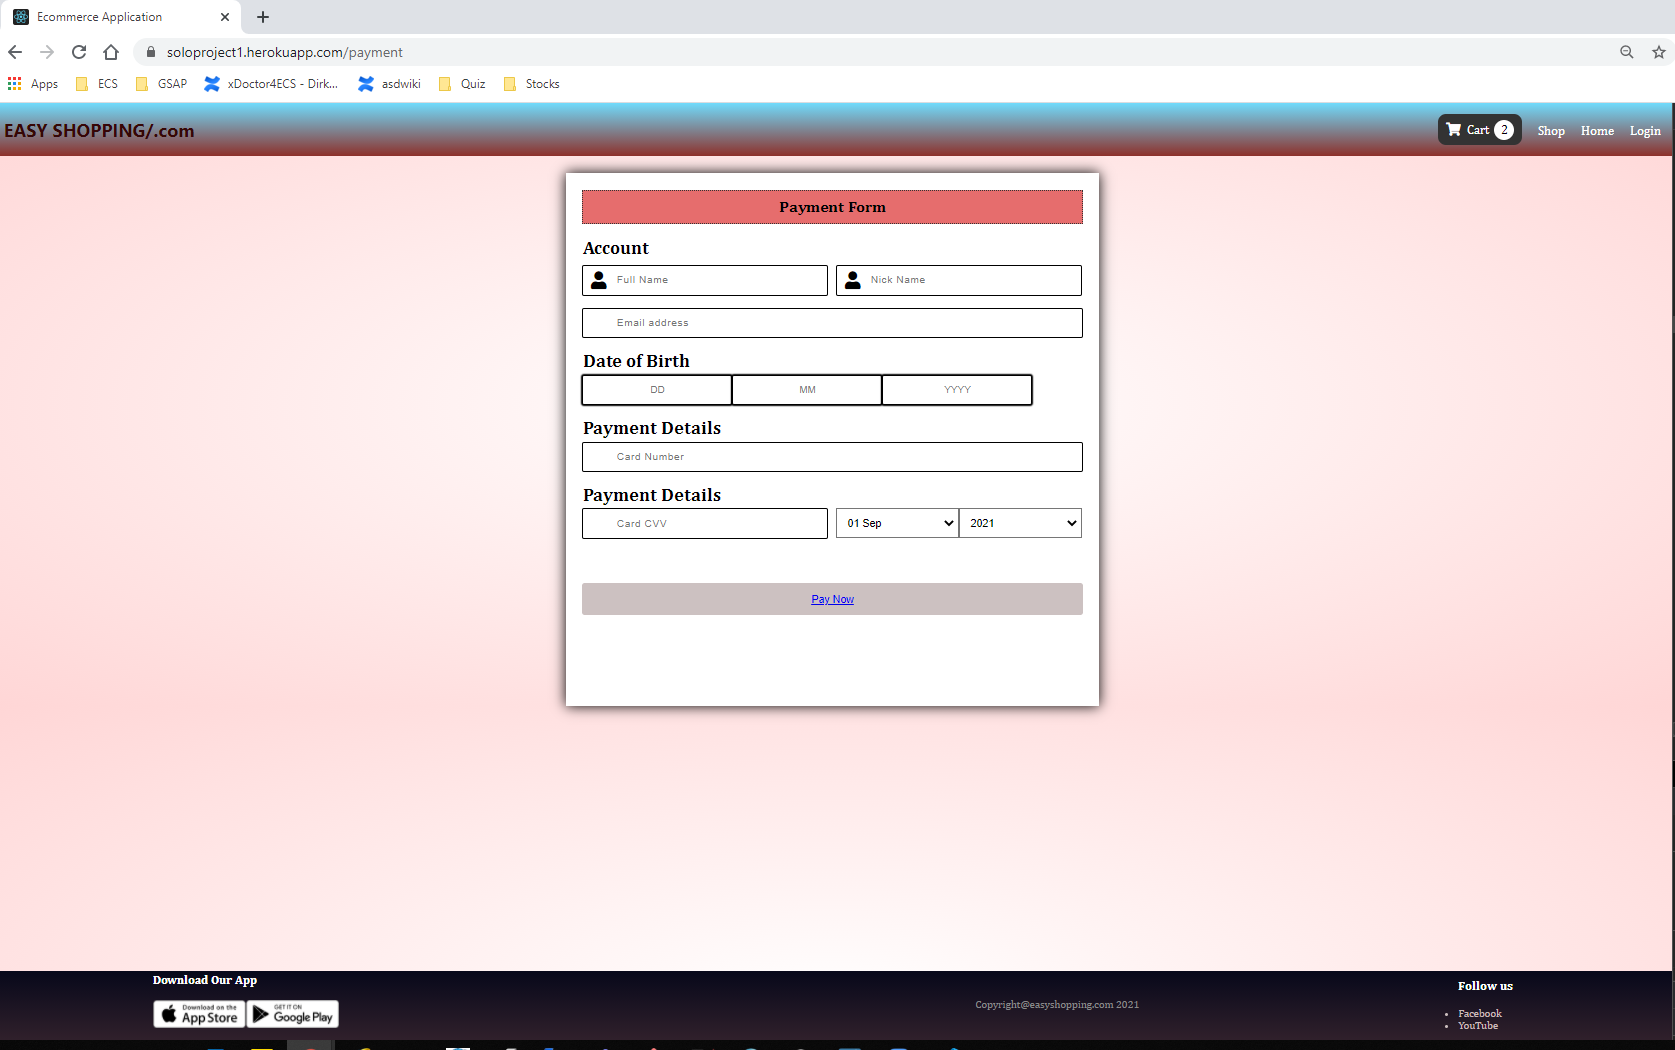 Ecommerce Application
soloproject1.herokuapp.com/payment
Apps ECS GSAP xDoctor4ECS - Dirk... asdwiki Quiz Stocks
EASY SHOPPING/.com
Cart 2 Shop Home Login
Payment Form
Account
Full Name Nick Name
Email address
Date of Birth
DD MM YYYY
Payment Details
Card Number
Payment Details
Card CVV 01 Sep 2021
Pay Now
Download Our App
Download on the App Store
GET IT ON Google Play
Copyright@easyshopping.com 2021
Follow us
Facebook
YouTube